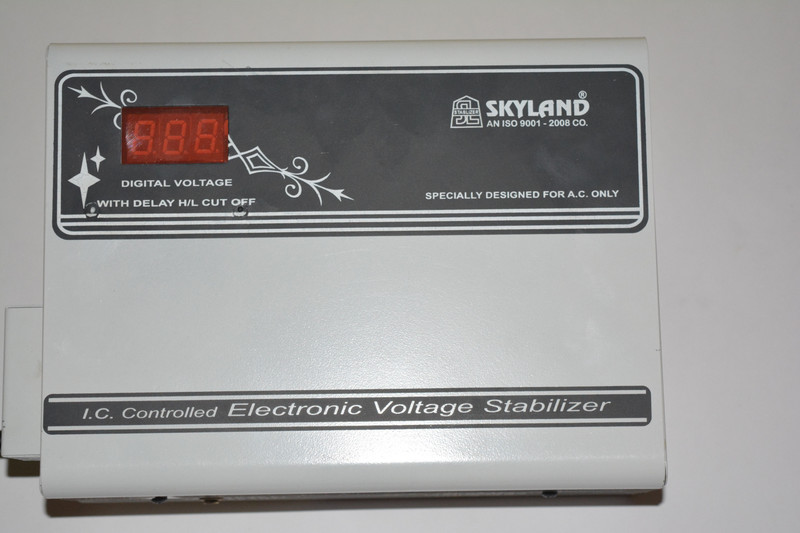 888
STABILIZER
SKYLAND®
AN ISO 9001 - 2008 CO.
DIGITAL VOLTAGE
WITH DELAY H/L CUT OFF
SPECIALLY DESIGNED FOR A.C. ONLY
I.C. Controlled Electronic Voltage Stabilizer